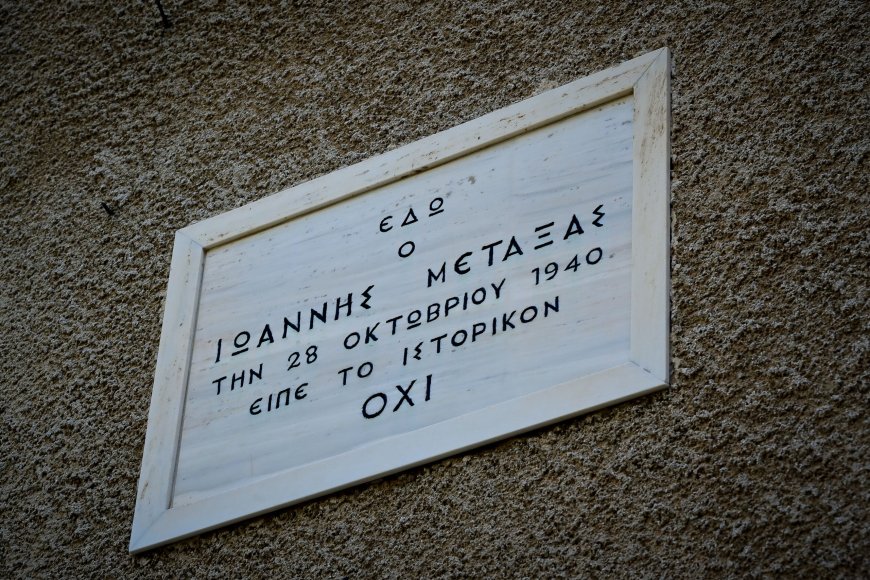 ΕΔΩ
Ο
ΙΩΑΝΝΗΣ ΜΕΤΑΞΑΣ
ΤΗΝ 28 ΟΚΤΩΒΡΙΟΥ 1940
ΕΙΠΕ ΤΟ ΙΣΤΟΡΙΚΟΝ
ΟΧΙ